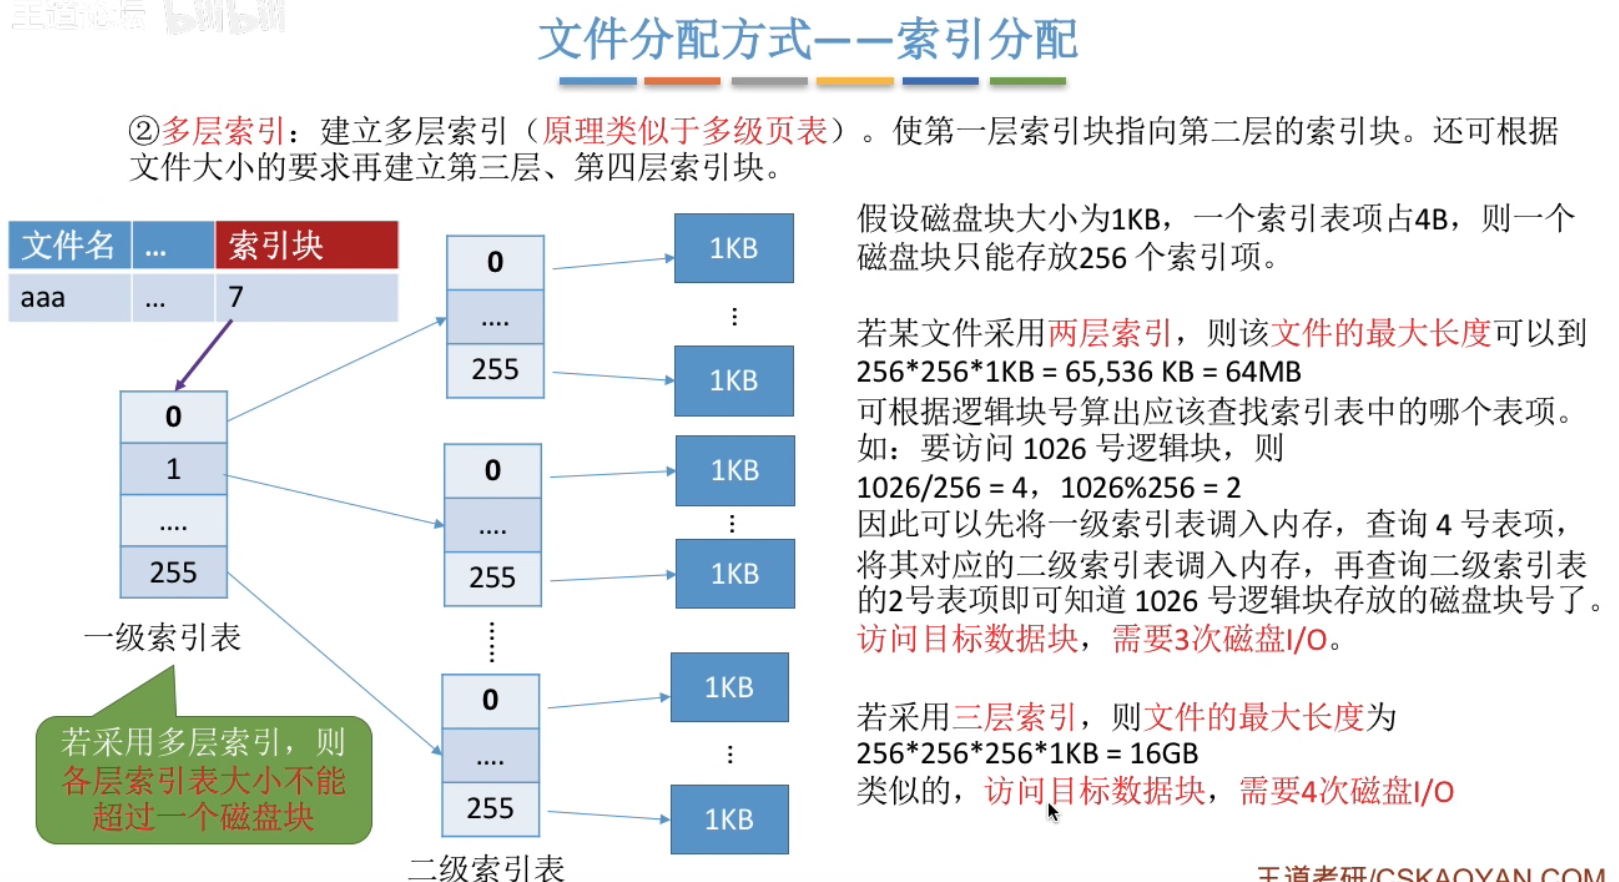 王道论坛 bilibili
文件分配方式——索引分配
②多层索引：建立多层索引（原理类似于多级页表）。使第一层索引块指向第二层的索引块。还可根据
文件大小的要求再建立第三层、第四层索引块。
文件名 ... 索引块
aaa ... 7
0
1
....
255
一级索引表
若采用多层索引，则
各层索引表大小不能
超过一个磁盘块
0
....
255
0
....
255
0
....
255
二级索引表
1KB
1KB
1KB
1KB
1KB
1KB
假设磁盘块大小为1KB，一个索引表项占4B，则一个
磁盘块只能存放256 个索引项。
若某文件采用两层索引，则该文件的最大长度可以到
256*256*1KB = 65,536 KB = 64MB
可根据逻辑块号算出应该查找索引表中的哪个表项。
如：要访问 1026 号逻辑块，则
1026/256 = 4，1026%256 = 2
因此可以先将一级索引表调入内存，查询 4 号表项，
将其对应的二级索引表调入内存，再查询二级索引表
的2号表项即可知道 1026 号逻辑块存放的磁盘块号了。
访问目标数据块，需要3次磁盘I/O。
若采用三层索引，则文件的最大长度为
256*256*256*1KB = 16GB
类似的，访问目标数据块，需要4次磁盘I/O
王道考研/CSKAOYAN.COM